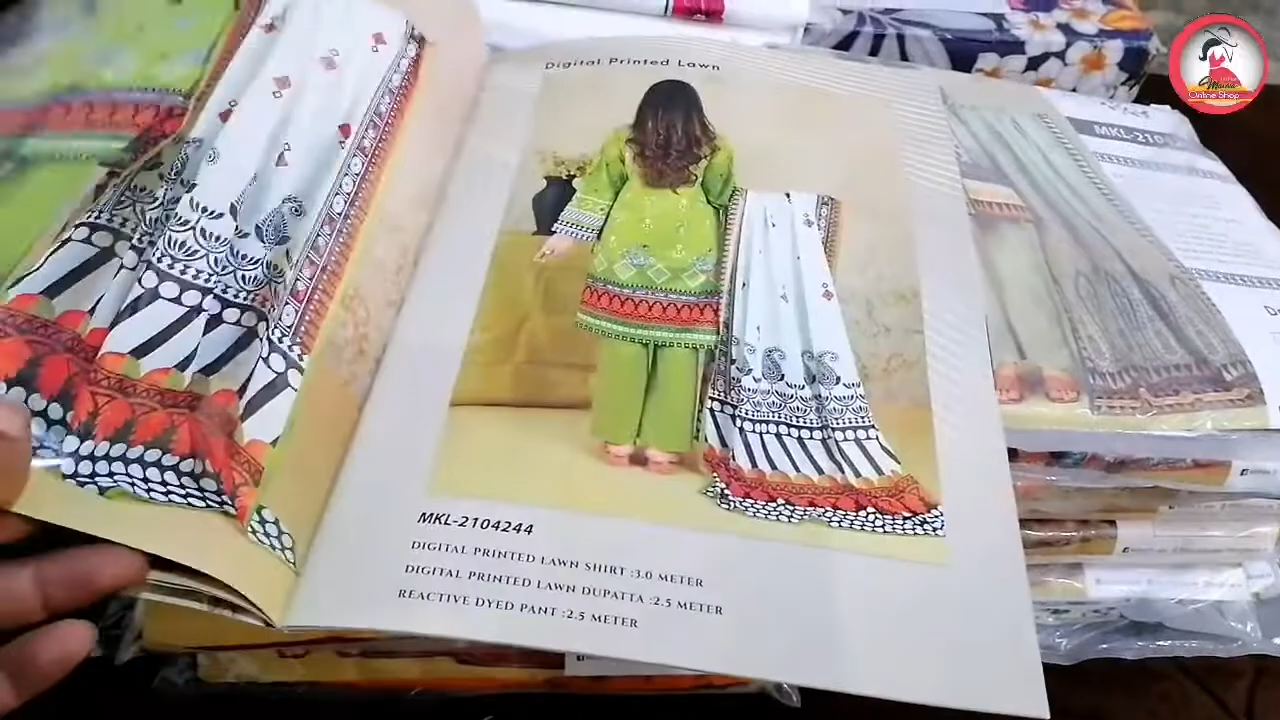 Digital Printed Lawn
MKL-2104244
DIGITAL PRINTED LAWN SHIRT :3.0 METER
DIGITAL PRINTED LAWN DUPATTA :2.5 METER
REACTIVE DYED PANT :2.5 METER
MKL-210
Online Shop